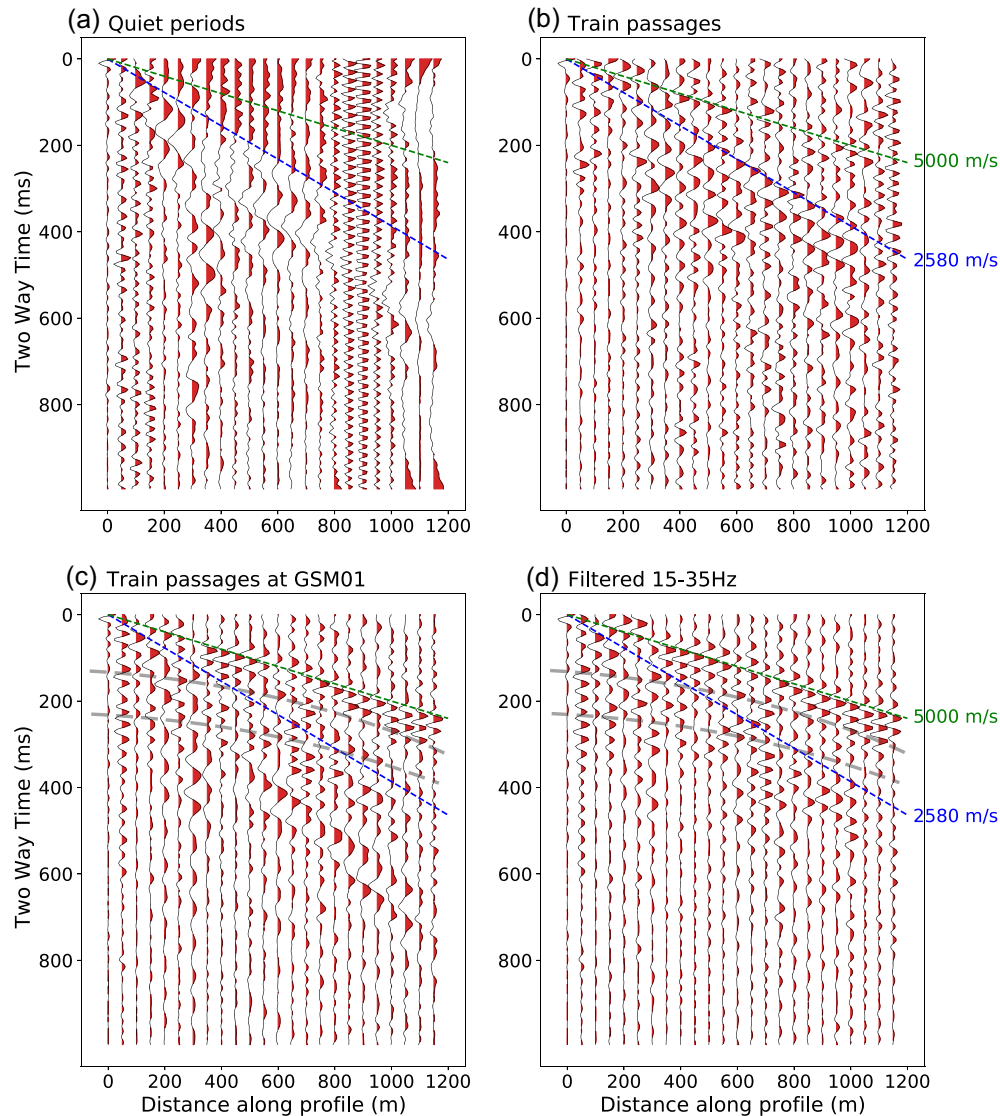 (a) Quiet periods
(b) Train passages
0
200
400
600
800
Two Way Time (ms)
0 200 400 600 800 1000 1200
0
200
400
600
800
5000 m/s
2580 m/s
0 200 400 600 800 1000 1200
(c) Train passages at GSM01
(d) Filtered 15-35Hz
0
200
400
600
800
Two Way Time (ms)
0 200 400 600 800 1000 1200
Distance along profile (m)
0
200
400
600
800
5000 m/s
2580 m/s
0 200 400 600 800 1000 1200
Distance along profile (m)